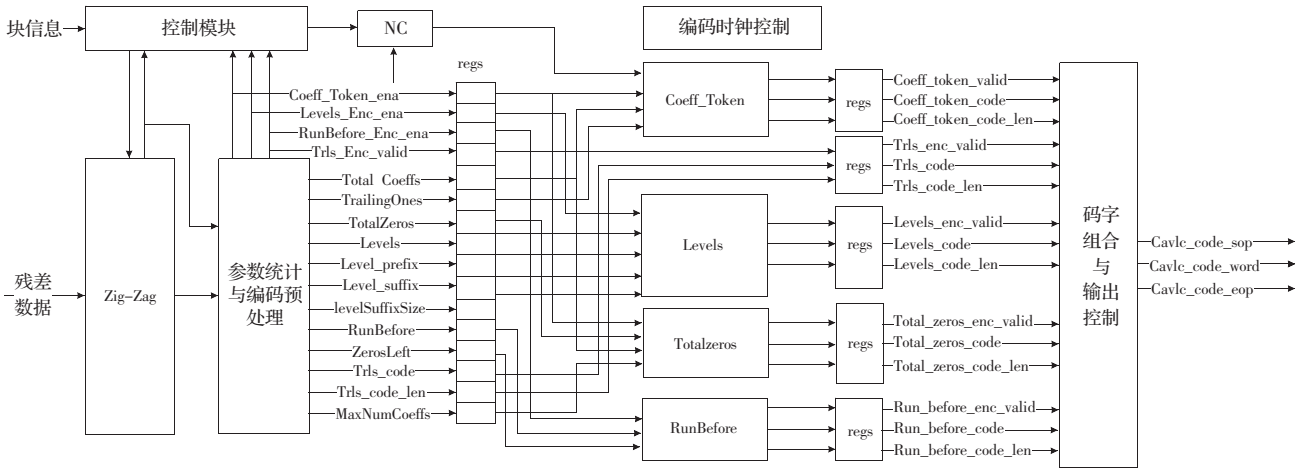 块信息
控制模块
NC
编码时钟控制
regs
Coeff_Token_ena
Levels_Enc_ena
RunBefore_Enc_ena
Trls_Enc_valid
Total Coeffs
TrailingOnes
TotalZeros
Levels
Level_prefix
Level_suffix
levelSuffixSize
RunBefore
ZerosLeft
Trls_code
Trls_code_len
MaxNumCoeffs
残差
数据
Zig-Zag
参数统计
与编码预
处理
Coeff_Token
regs
Coeff_token_valid
Coeff_token_code
Coeff_token_code_len
regs
Trls_enc_valid
Trls_code
Trls_code_len
Levels
regs
Levels_enc_valid
Levels_code
Levels_code_len
Totalzeros
regs
Total_zeros_enc_valid
Total_zeros_code
Total_zeros_code_len
RunBefore
regs
Run_before_enc_valid
Run_before_code
Run_before_code_len
码字
组合
与
输出
控制
Cavlc_code_sop
Cavlc_code_word
Cavlc_code_eop